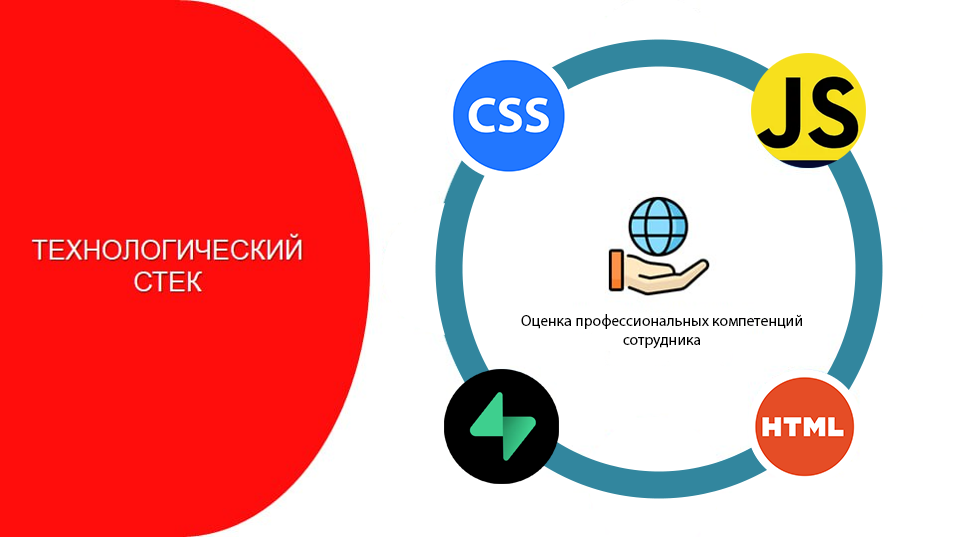 ТЕХНОЛОГИЧЕСКИЙ
СТЕК
CSS
JS
Оценка профессиональных компетенций
сотрудника
HTML